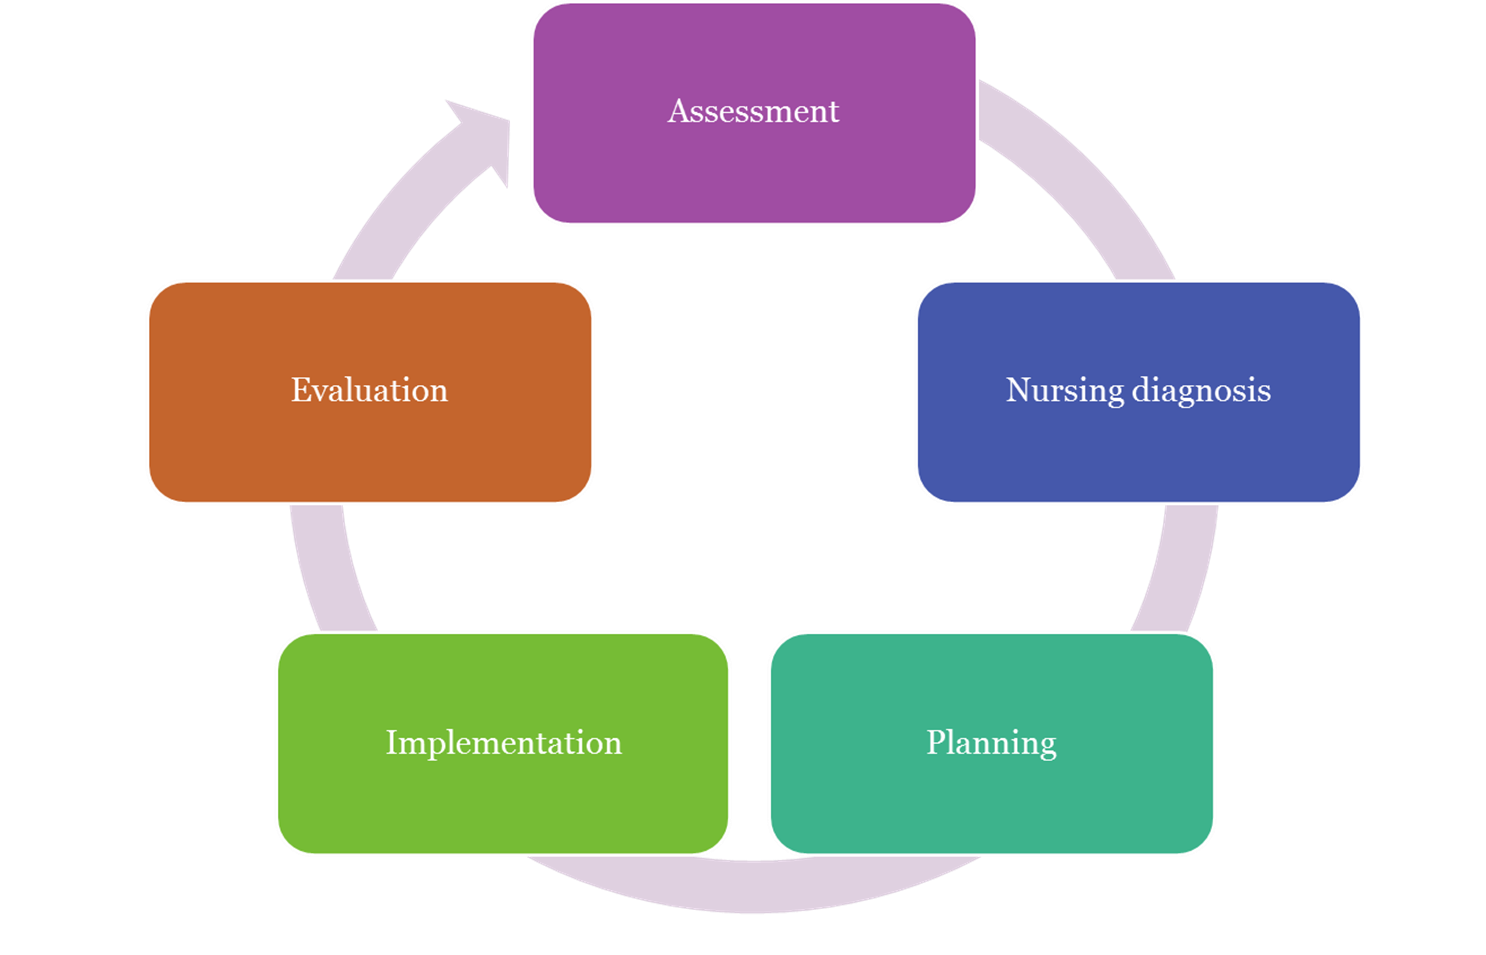 Assessment
Nursing diagnosis
Planning
Implementation
Evaluation